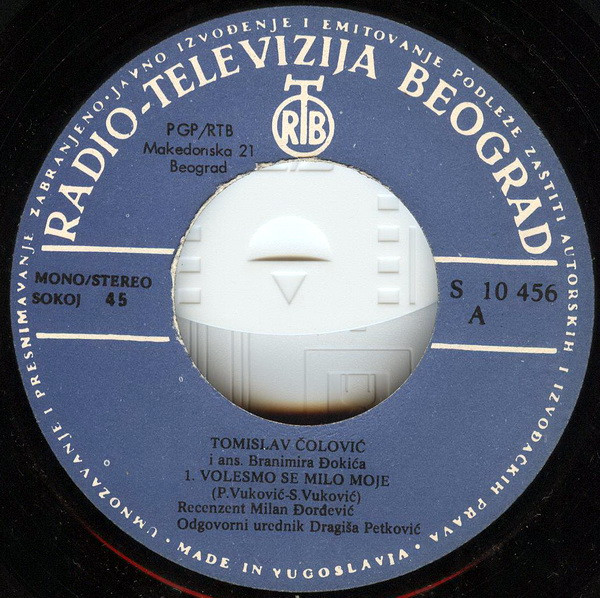 UMNOŽAVANJE I PRESNIMAVANJE ZABRANJENO · JAVNO IZVOĐENJE I EMITOVANJE PODLEŽE ZAŠTITI AUTORSKIH I IZVOĐAČKIH PRAVA ·
RADIO-TELEVIZIJA BEOGRAD
RTB
PGP/RTB
Makedonska 21
Beograd
MONO/STEREO
SOKOJ 45
S 10 456
A
TOMISLAV ČOLOVIĆ
i ans. Branimira Đokića
1. VOLESMO SE MILO MOJE
(P.Vuković-S.Vuković)
Recenzent Milan Đorđević
Odgovorni urednik Dragiša Petković
MADE IN YUGOSLAVIA ·